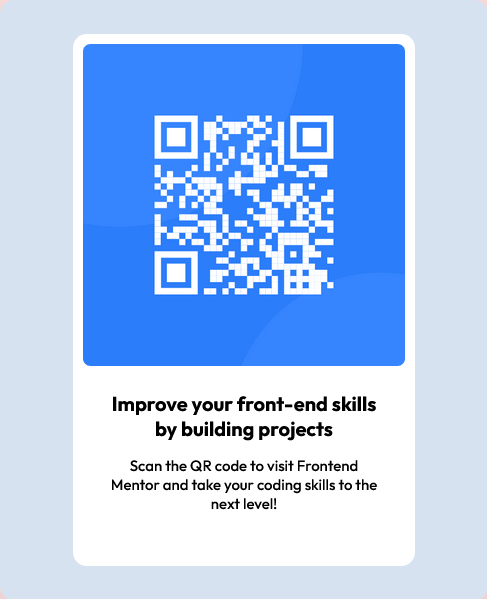 Improve your front-end skills
by building projects
Scan the QR code to visit Frontend
Mentor and take your coding skills to the
next level!